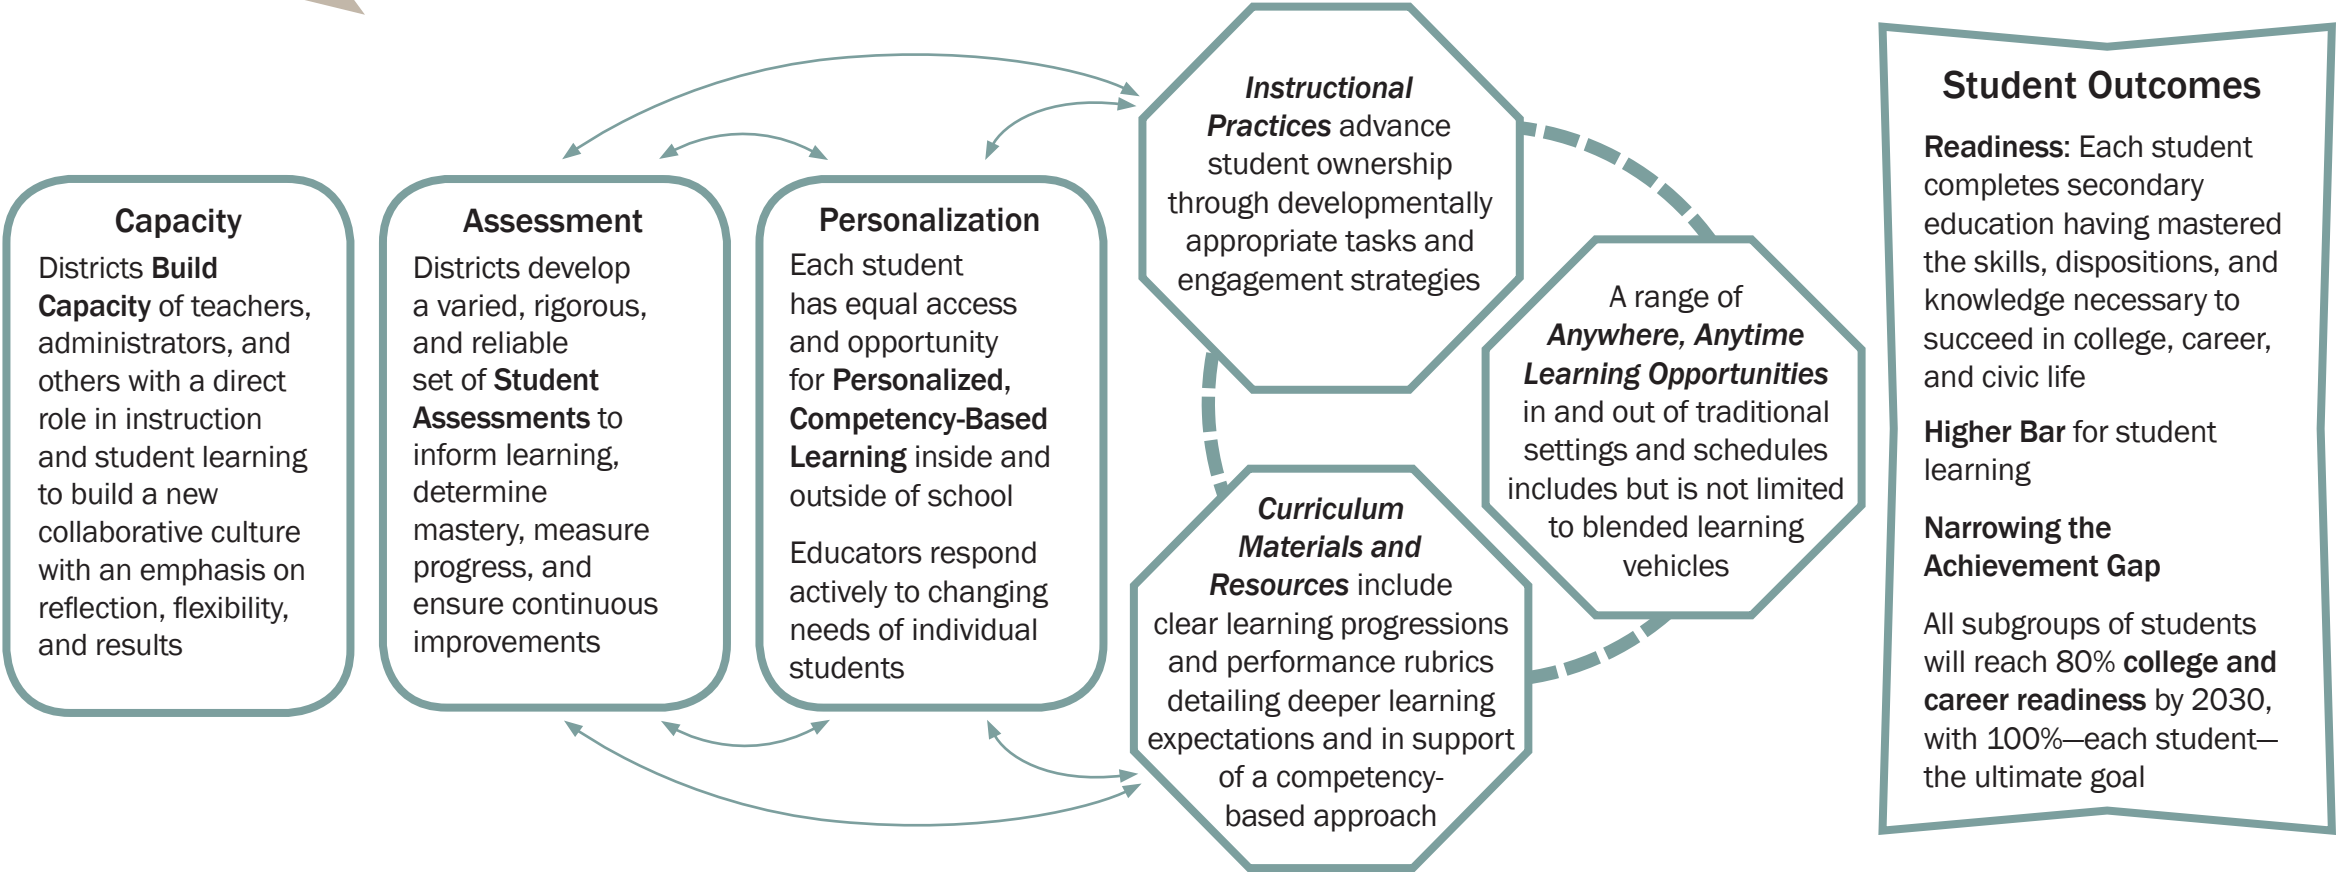 Capacity
Districts Build
Capacity of teachers,
administrators, and
others with a direct
role in instruction
and student learning
to build a new
collaborative culture
with an emphasis on
reflection, flexibility,
and results
Assessment
Districts develop
a varied, rigorous,
and reliable
set of Student
Assessments to
inform learning,
determine
mastery, measure
progress, and
ensure continuous
improvements
Personalization
Each student
has equal access
and opportunity
for Personalized,
Competency-Based
Learning inside and
outside of school
Educators respond
actively to changing
needs of individual
students
Instructional
Practices advance
student ownership
through developmentally
appropriate tasks and
engagement strategies
A range of
Anywhere, Anytime
Learning Opportunities
in and out of traditional
settings and schedules
includes but is not limited
to blended learning
vehicles
Curriculum
Materials and
Resources include
clear learning progressions
and performance rubrics
detailing deeper learning
expectations and in support
of a competency-
based approach
Student Outcomes
Readiness: Each student
completes secondary
education having mastered
the skills, dispositions, and
knowledge necessary to
succeed in college, career,
and civic life
Higher Bar for student
learning
Narrowing the
Achievement Gap
All subgroups of students
will reach 80% college and
career readiness by 2030,
with 100%—each student—
the ultimate goal